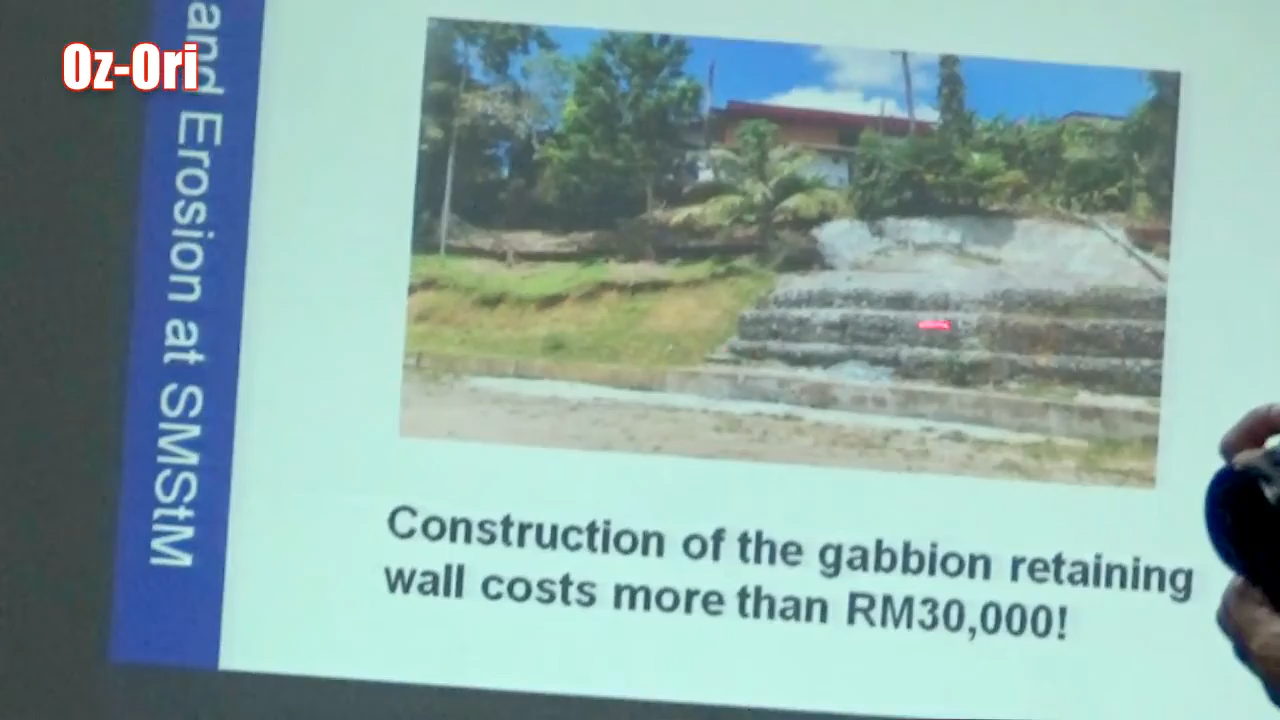 Oz-Ori
and Erosion at SMStM
Construction of the gabbion retaining
wall costs more than RM30,000!